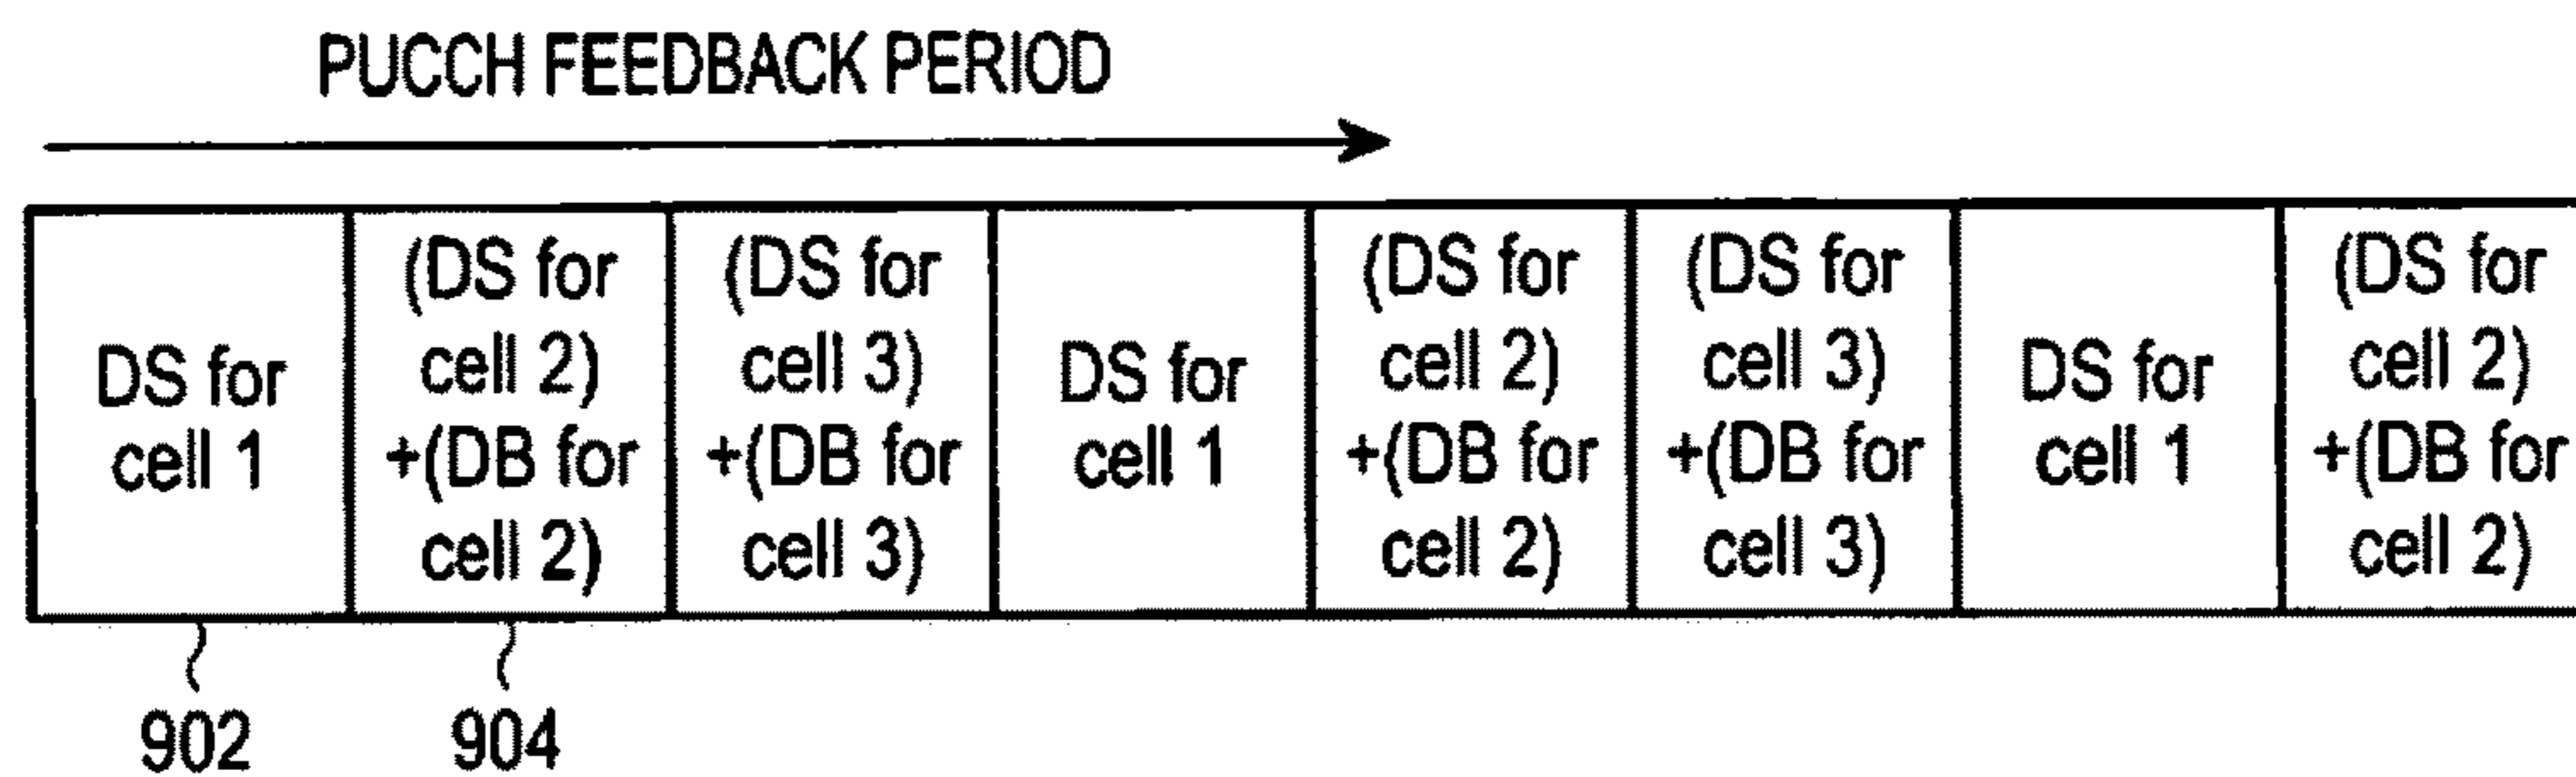 PUCCH FEEDBACK PERIOD
DS for
cell 1
(DS for
cell 2)
+(DB for
cell 2)
(DS for
cell 3)
+(DB for
cell 3)
DS for
cell 1
(DS for
cell 2)
+(DB for
cell 2)
(DS for
cell 3)
+(DB for
cell 3)
DS for
cell 1
(DS for
cell 2)
+(DB for
cell 2)
902
904